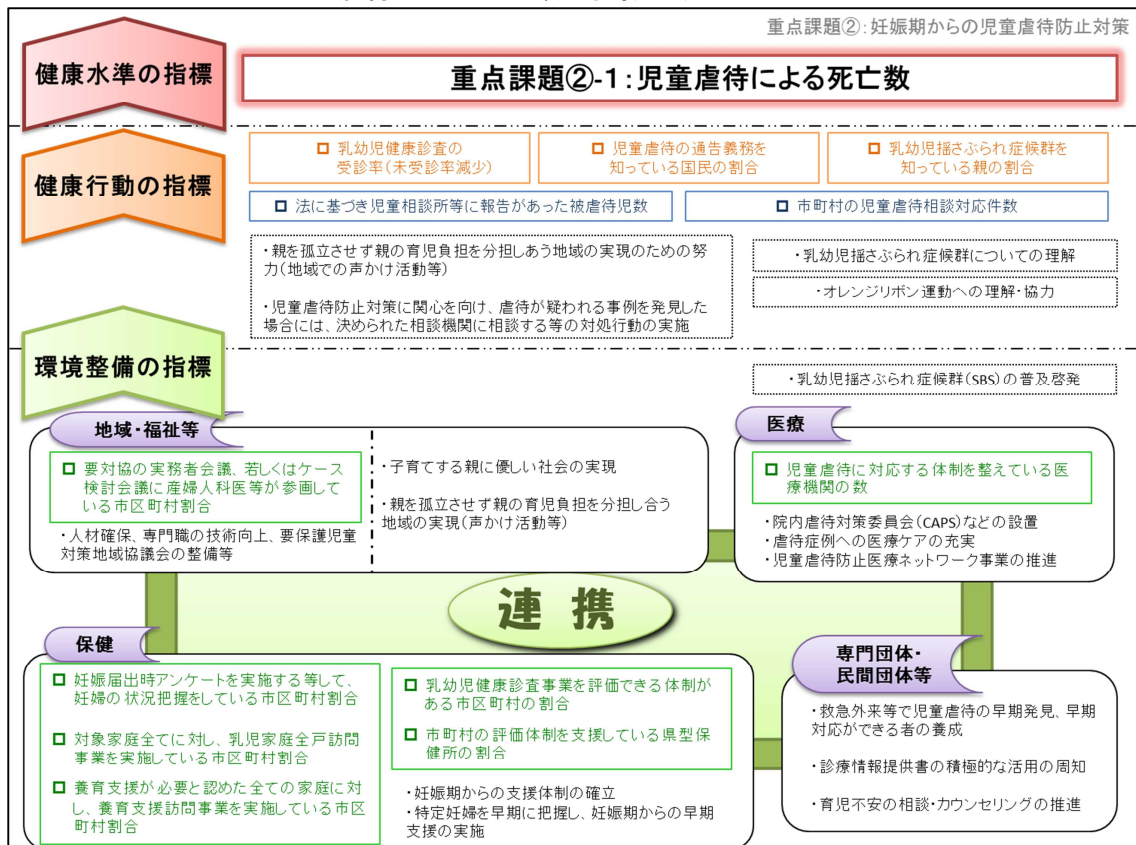 重点課題②:妊娠期からの児童虐待防止対策
健康水準の指標
重点課題②-1:児童虐待による死亡数
健康行動の指標
□ 乳幼児健康診査の
受診率(未受診率減少)
□ 児童虐待の通告義務を
知っている国民の割合
□ 乳幼児揺さぶられ症候群を
知っている親の割合
□ 法に基づき児童相談所等に報告があった被虐待児数
□ 市町村の児童虐待相談対応件数
・親を孤立させず親の育児負担を分担しあう地域の実現のための努
力(地域での声かけ活動等)
・児童虐待防止対策に関心を向け、虐待が疑われる事例を発見した
場合には、決められた相談機関に相談する等の対処行動の実施
・乳幼児揺さぶられ症候群についての理解
・オレンジリボン運動への理解・協力
環境整備の指標
・乳幼児揺さぶられ症候群(SBS)の普及啓発
地域・福祉等
□ 要対協の実務者会議、若しくはケース
検討会議に産婦人科医等が参画して
いる市区町村割合
・人材確保、専門職の技術向上、要保護児童
対策地域協議会の整備等
・子育てする親に優しい社会の実現
・親を孤立させず親の育児負担を分担し合う
地域の実現(声かけ活動等)
医療
□ 児童虐待に対応する体制を整えている医
療機関の数
・院内虐待対策委員会(CAPS)などの設置
・虐待症例への医療ケアの充実
・児童虐待防止医療ネットワーク事業の推進
連携
保健
□ 妊娠届出時アンケートを実施する等して、
妊婦の状況把握をしている市区町村割合
□ 対象家庭全てに対し、乳児家庭全戸訪問
事業を実施している市区町村割合
□ 養育支援が必要と認めた全ての家庭に対
し、養育支援訪問事業を実施している市区
町村割合
□ 乳幼児健康診査事業を評価できる体制が
ある市区町村の割合
□ 市町村の評価体制を支援している県型保
健所の割合
・妊娠期からの支援体制の確立
・特定妊婦を早期に把握し、妊娠期からの早期
支援の実施
専門団体・
民間団体等
・救急外来等で児童虐待の早期発見、早期
対応ができる者の養成
・診療情報提供書の積極的な活用の周知
・育児不安の相談・カウンセリングの推進